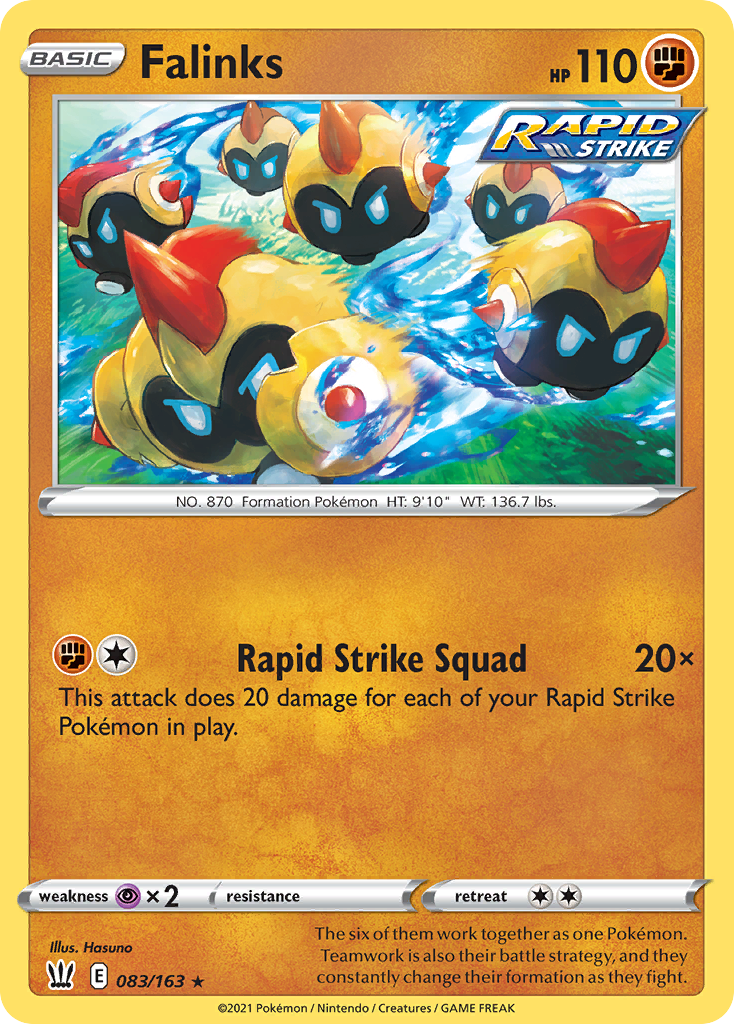 BASIC
Falinks
HP 110
RAPID
STRIKE
NO. 870 Formation Pokémon HT: 9'10" WT: 136.7 lbs.
Rapid Strike Squad 20×
This attack does 20 damage for each of your Rapid Strike
Pokémon in play.
weakness ×2 resistance retreat
Illus. Hasuno
The six of them work together as one Pokémon.
Teamwork is also their battle strategy, and they
constantly change their formation as they fight.
E 083/163 ★
©2021 Pokémon / Nintendo / Creatures / GAME FREAK